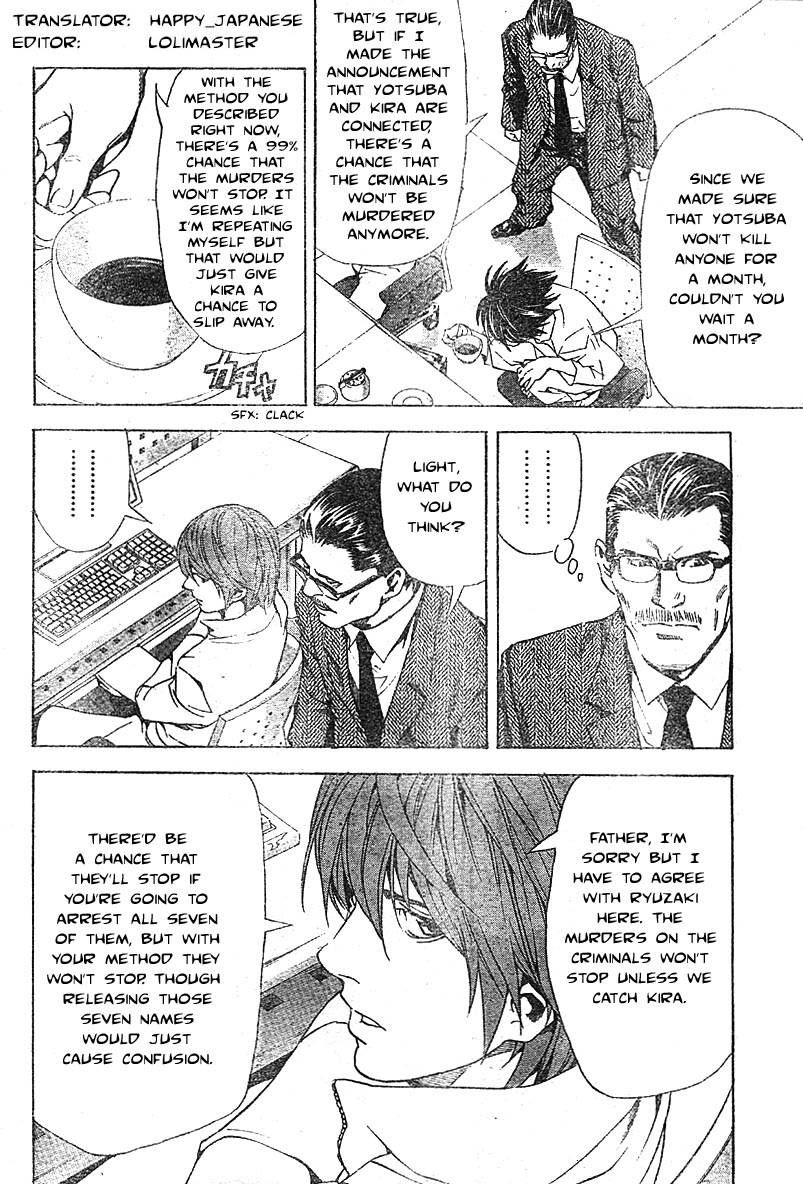 TRANSLATOR: HAPPY_JAPANESE
EDITOR: LOLIMASTER
SINCE WE
MADE SURE
THAT YOTSUBA
WON'T KILL
ANYONE FOR
A MONTH,
COULDN'T YOU
WAIT A
MONTH?
THAT'S TRUE,
BUT IF I
MADE THE
ANNOUNCEMENT
THAT YOTSUBA
AND KIRA ARE
CONNECTED,
THERE'S A
CHANCE THAT
THE CRIMINALS
WON'T BE
MURDERED
ANYMORE.
WITH THE
METHOD YOU
DESCRIBED
RIGHT NOW,
THERE'S A 99%
CHANCE THAT
THE MURDERS
WON'T STOP. IT
SEEMS LIKE
I'M REPEATING
MYSELF BUT
THAT WOULD
JUST GIVE
KIRA A
CHANCE TO
SLIP AWAY.
ガチャ
SFX: CLACK
LIGHT,
WHAT DO
YOU
THINK?
FATHER, I'M
SORRY BUT I
HAVE TO AGREE
WITH RYUZAKI
HERE. THE
MURDERS ON THE
CRIMINALS WON'T
STOP UNLESS WE
CATCH KIRA.
THERE'D BE
A CHANCE THAT
THEY'LL STOP IF
YOU'RE GOING TO
ARREST ALL SEVEN
OF THEM, BUT WITH
YOUR METHOD THEY
WON'T STOP. THOUGH
RELEASING THOSE
SEVEN NAMES
WOULD JUST
CAUSE CONFUSION.